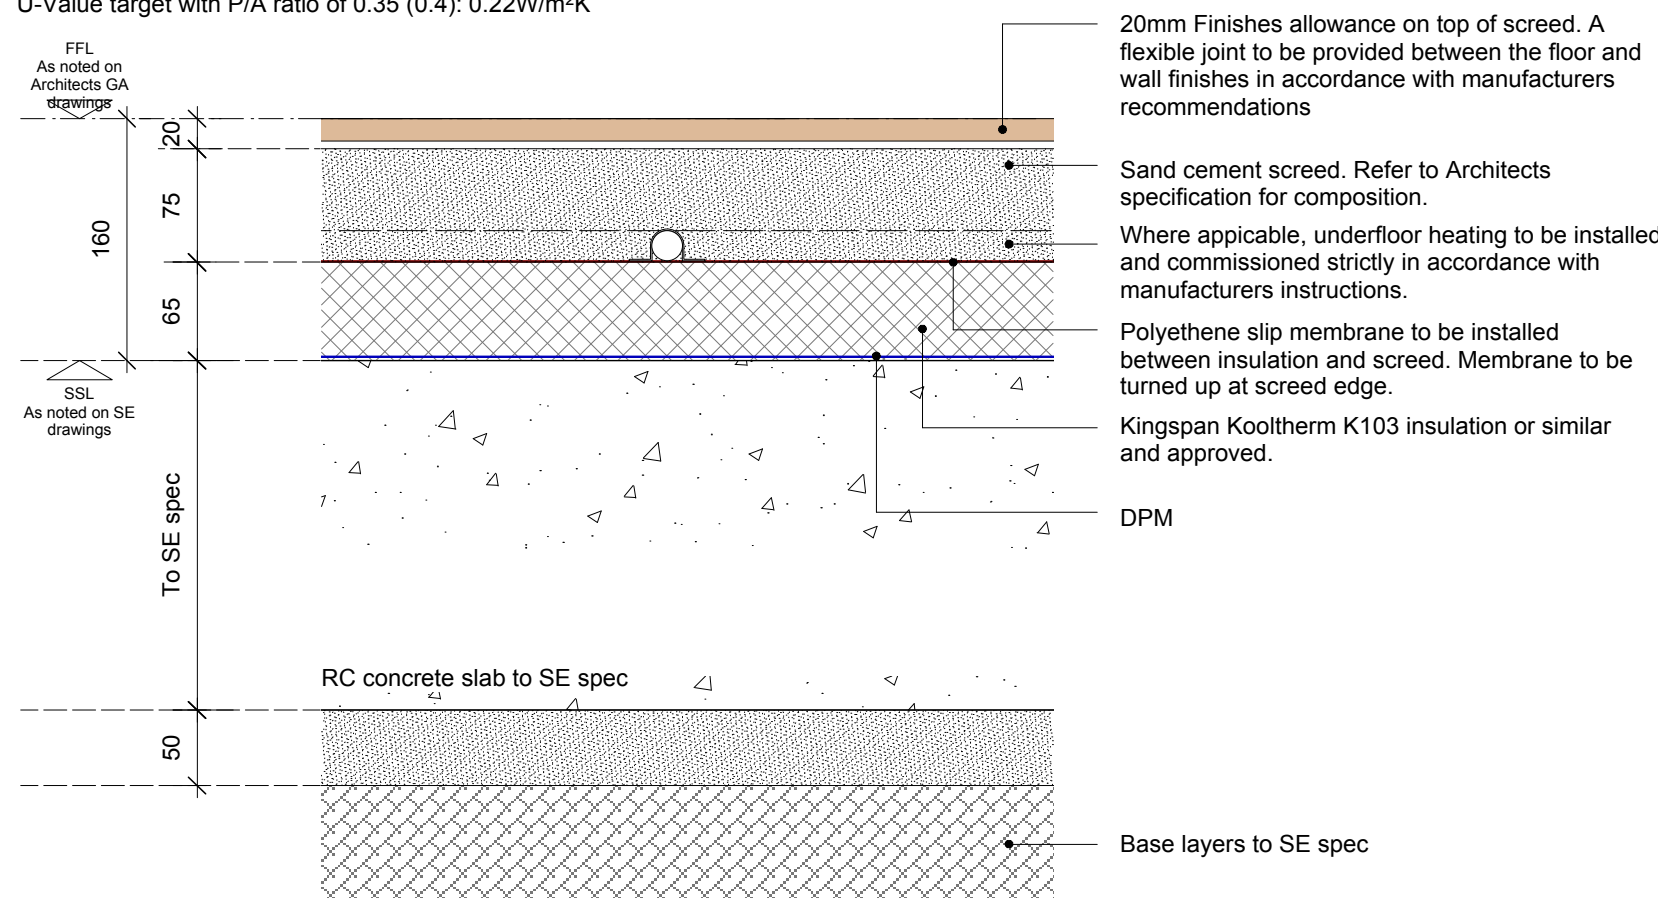 U-Value target with P/A ratio of 0.35 (0.4): 0.22W/m²K
FFL
As noted on
Architects GA
drawings
20
75
160
65
SSL
As noted on SE
drawings
To SE spec
50
20mm Finishes allowance on top of screed. A
flexible joint to be provided between the floor and
wall finishes in accordance with manufacturers
recommendations
Sand cement screed. Refer to Architects
specification for composition.
Where appicable, underfloor heating to be installed
and commissioned strictly in accordance with
manufacturers instructions.
Polyethene slip membrane to be installed
between insulation and screed. Membrane to be
turned up at screed edge.
Kingspan Kooltherm K103 insulation or similar
and approved.
DPM
RC concrete slab to SE spec
Base layers to SE spec